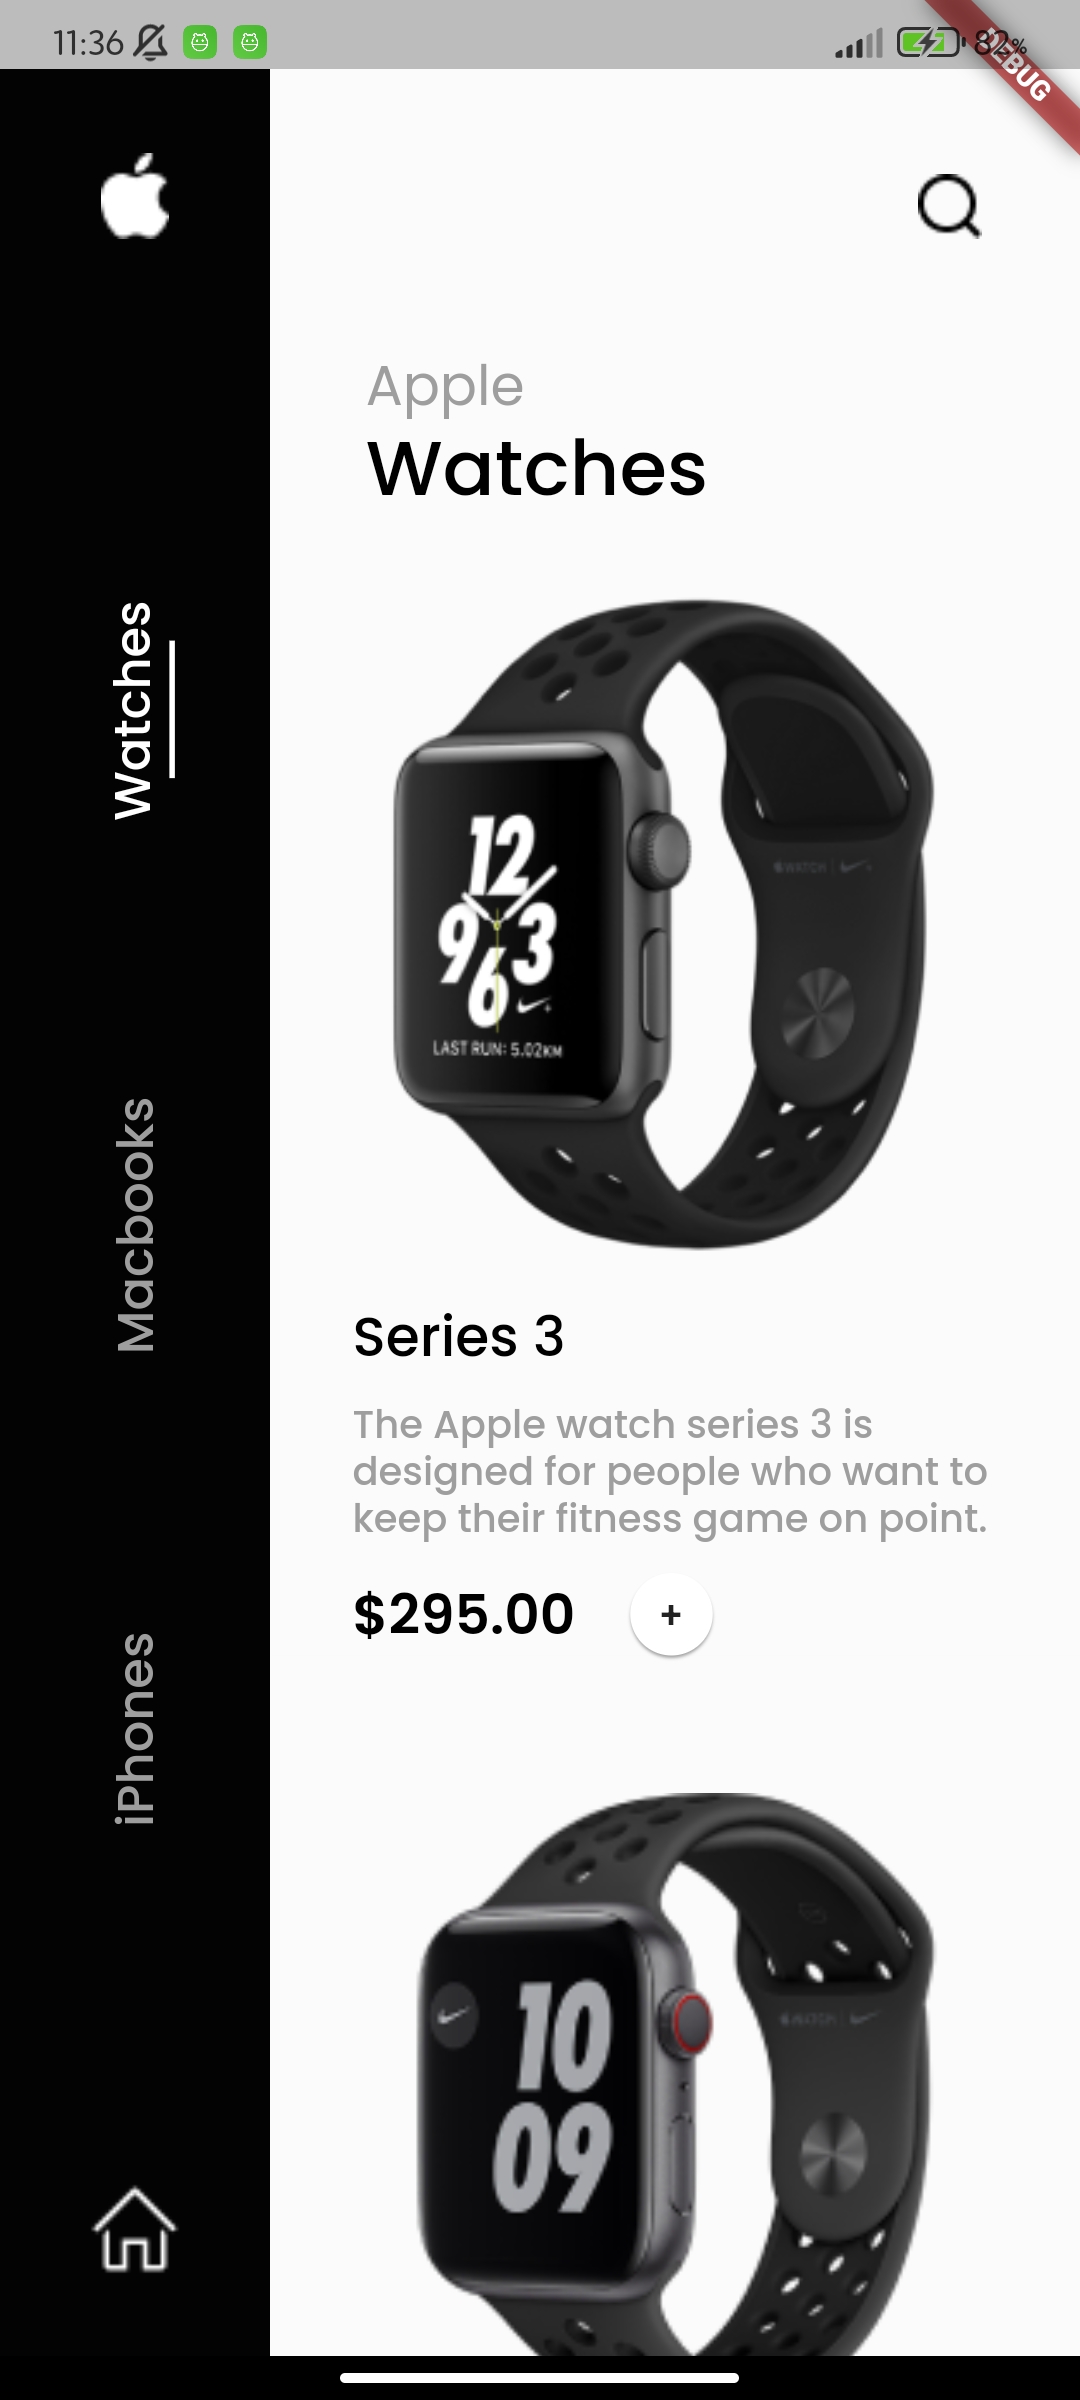 11:36
82%
DEBUG
Apple
Watches
Watches
Macbooks
iPhones
12
9 3
6
LAST RUN: 5.02KM
WATCH
Series 3
The Apple watch series 3 is
designed for people who want to
keep their fitness game on point.
$295.00 +
10
09
WATCH